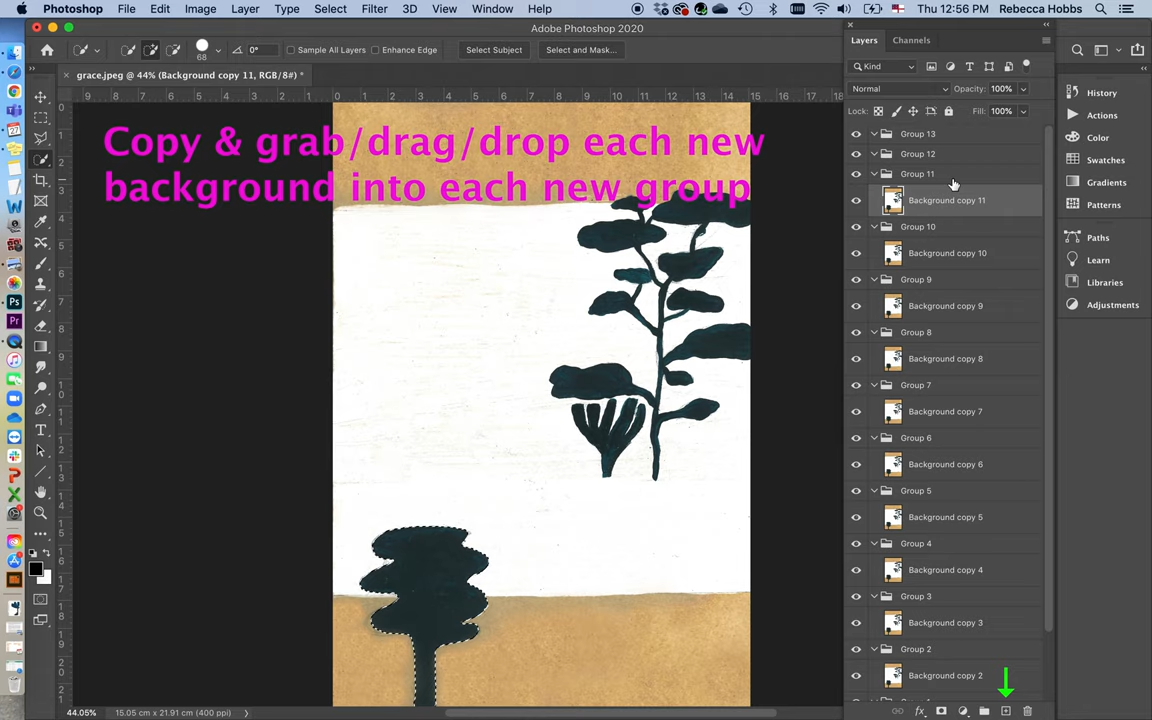 Photoshop File Edit Image Layer Type Select Filter 3D View Window Help Thu 12:56 PM Rebecca Hobbs
Adobe Photoshop 2020
68 0° Sample All Layers Enhance Edge Select Subject Select and Mask...
grace.jpeg @ 44% (Background copy 11, RGB/8#) *
Copy & grab/drag/drop each new
background into each new group
Layers Channels
Kind
Normal Opacity: 100%
Lock: Fill: 100%
Group 13
Group 12
Group 11
Background copy 11
Group 10
Background copy 10
Group 9
Background copy 9
Group 8
Background copy 8
Group 7
Background copy 7
Group 6
Background copy 6
Group 5
Background copy 5
Group 4
Background copy 4
Group 3
Background copy 3
Group 2
Background copy 2
History
Actions
Color
Swatches
Gradients
Patterns
Paths
Learn
Libraries
Adjustments
44.05% 15.05 cm x 21.91 cm (400 ppi)